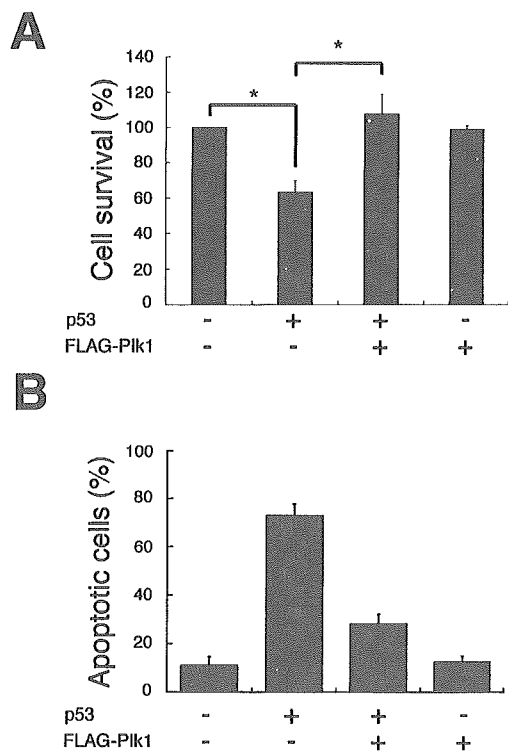 A
Cell survival (%)
140
120
100
80
60
40
20
0
*
*
p53 - + + -
FLAG-Plk1 - - + +
B
Apoptotic cells (%)
100
80
60
40
20
0
p53 - + + -
FLAG-Plk1 - - + +